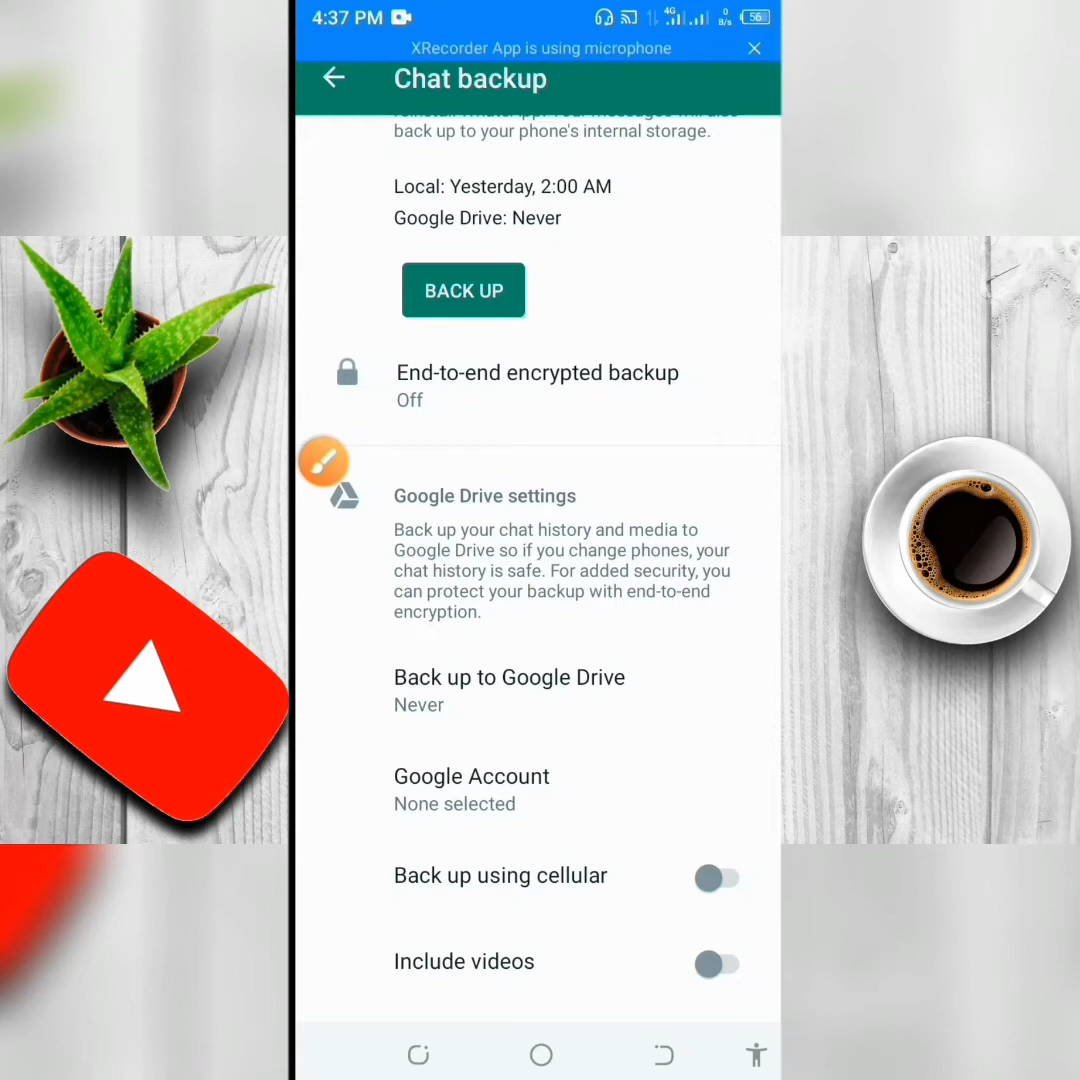 4:37 PM
4G
0
B/s
56
XRecorder App is using microphone
Chat backup
back up to your phone's internal storage.
Local: Yesterday, 2:00 AM
Google Drive: Never
BACK UP
End-to-end encrypted backup
Off
Google Drive settings
Back up your chat history and media to
Google Drive so if you change phones, your
chat history is safe. For added security, you
can protect your backup with end-to-end
encryption.
Back up to Google Drive
Never
Google Account
None selected
Back up using cellular
Include videos